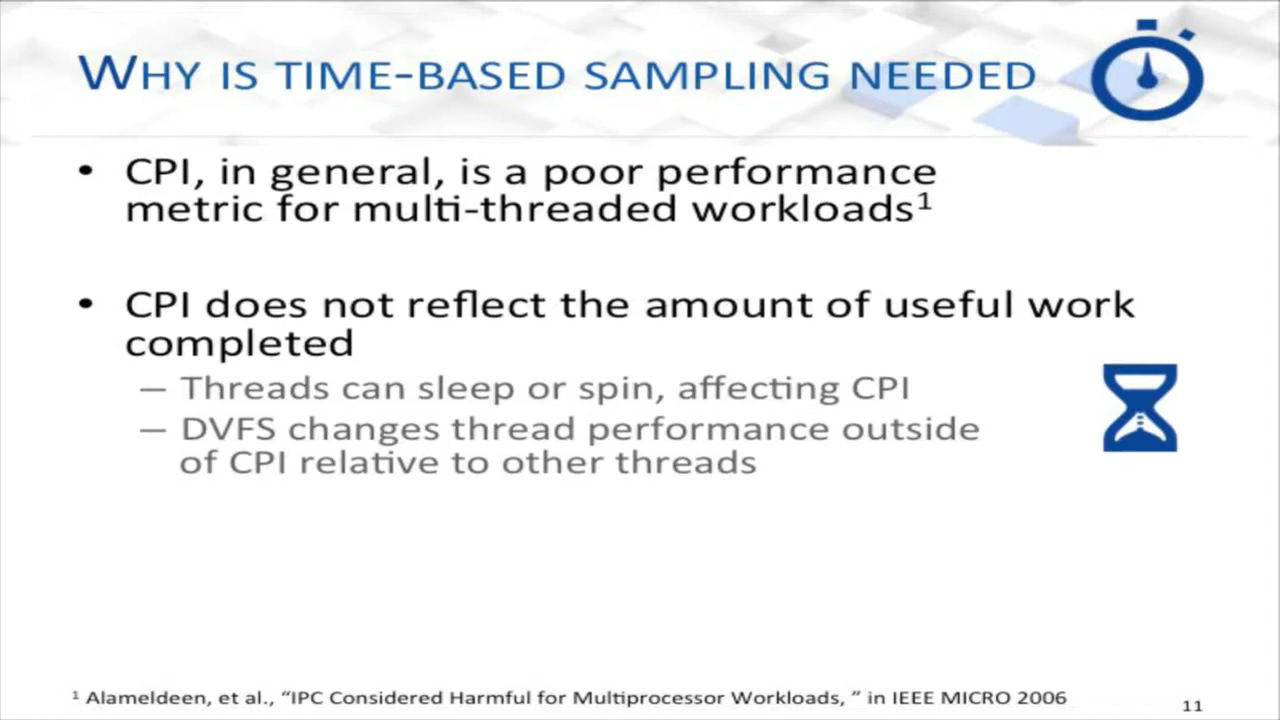 WHY IS TIME-BASED SAMPLING NEEDED
• CPI, in general, is a poor performance
metric for multi-threaded workloads¹
• CPI does not reflect the amount of useful work
completed
– Threads can sleep or spin, affecting CPI
– DVFS changes thread performance outside
of CPI relative to other threads
¹ Alameldeen, et al., “IPC Considered Harmful for Multiprocessor Workloads, ” in IEEE MICRO 2006
11